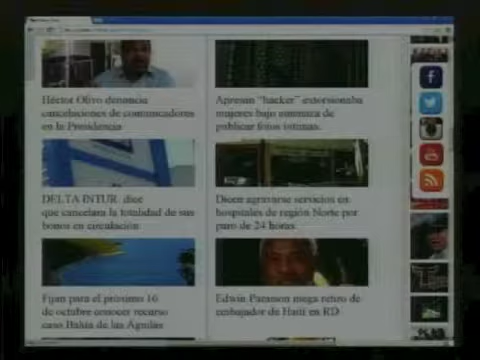 Héctor Olivo denuncia
cancelaciones de comunicadores
en la Presidencia
Apresan "hacker" extorsionaba
mujeres bajo amenaza de
publicar fotos íntimas.
DELTA INTUR dice
que cancelara la totalidad de sus
bonos en circulación
Dicen agravarse servicios en
hospitales de región Norte por
paro de 24 horas
Fijan para el próximo 16
de octubre conocer recurso
caso Bahía de las Águilas
Edwin Paraison niega retiro de
embajador de Haití en RD